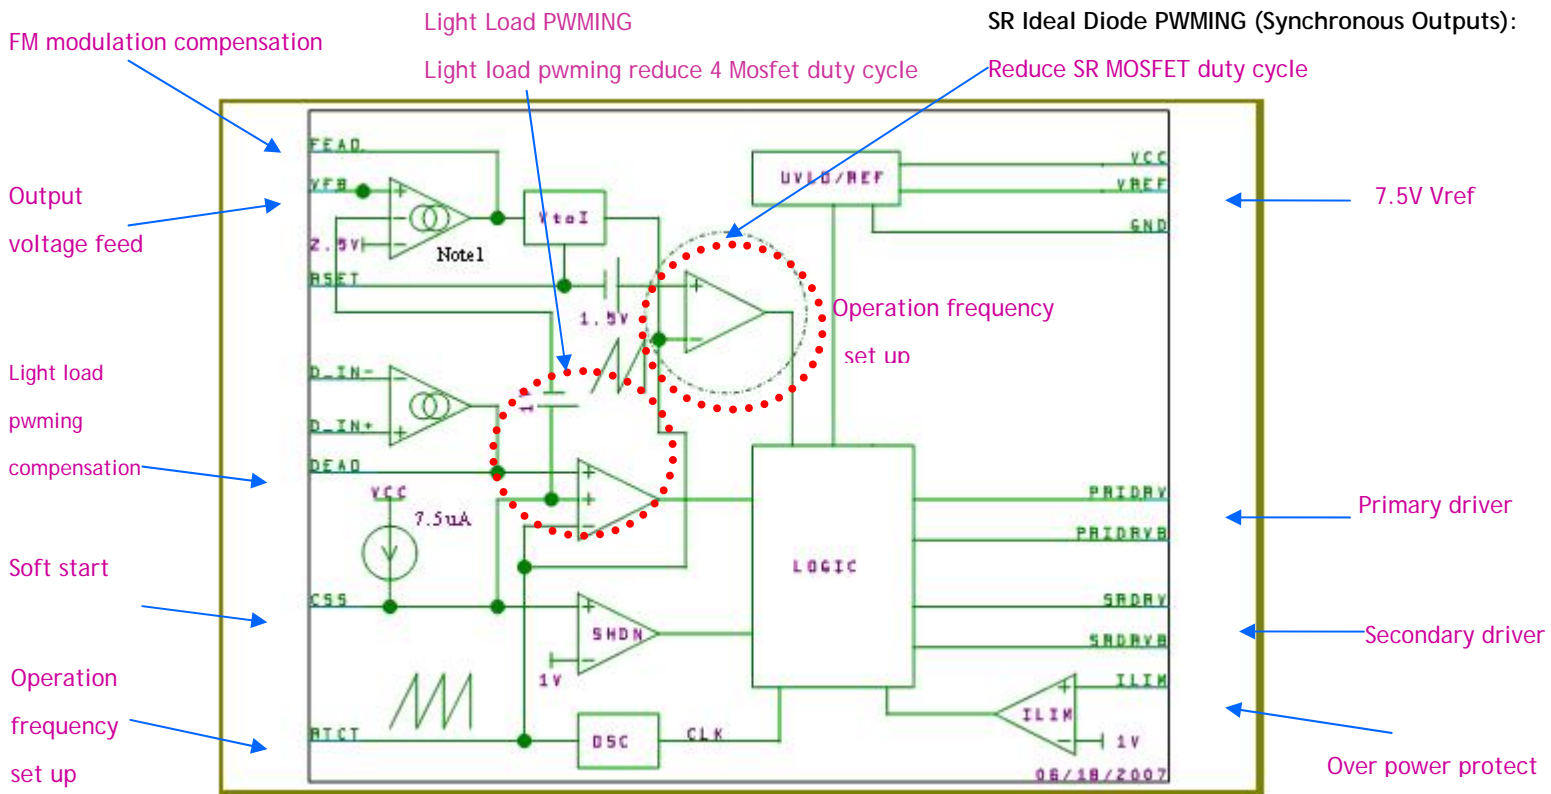 Light Load PWMING
SR Ideal Diode PWMING (Synchronous Outputs):
FM modulation compensation
Light load pwming reduce 4 Mosfet duty cycle
Reduce SR MOSFET duty cycle
FEAO
VCC
UVLO/REF
VFB
VREF
Output
voltage feed
7.5V Vref
VtoI
GND
2.5V
Note1
RSET
1.5V
Operation frequency
set up
Light load
pwming
compensation
D_IN-
1V
D_IN+
DEAO
VCC
7.5uA
PRIDRV
Primary driver
PRIDRVB
LOGIC
Soft start
CSS
SRDRV
SHDN
SRDRVB
Secondary driver
1V
ILIM
Operation
frequency
set up
ILIM
RTCT
OSC
CLK
1V
06/18/2007
Over power protect